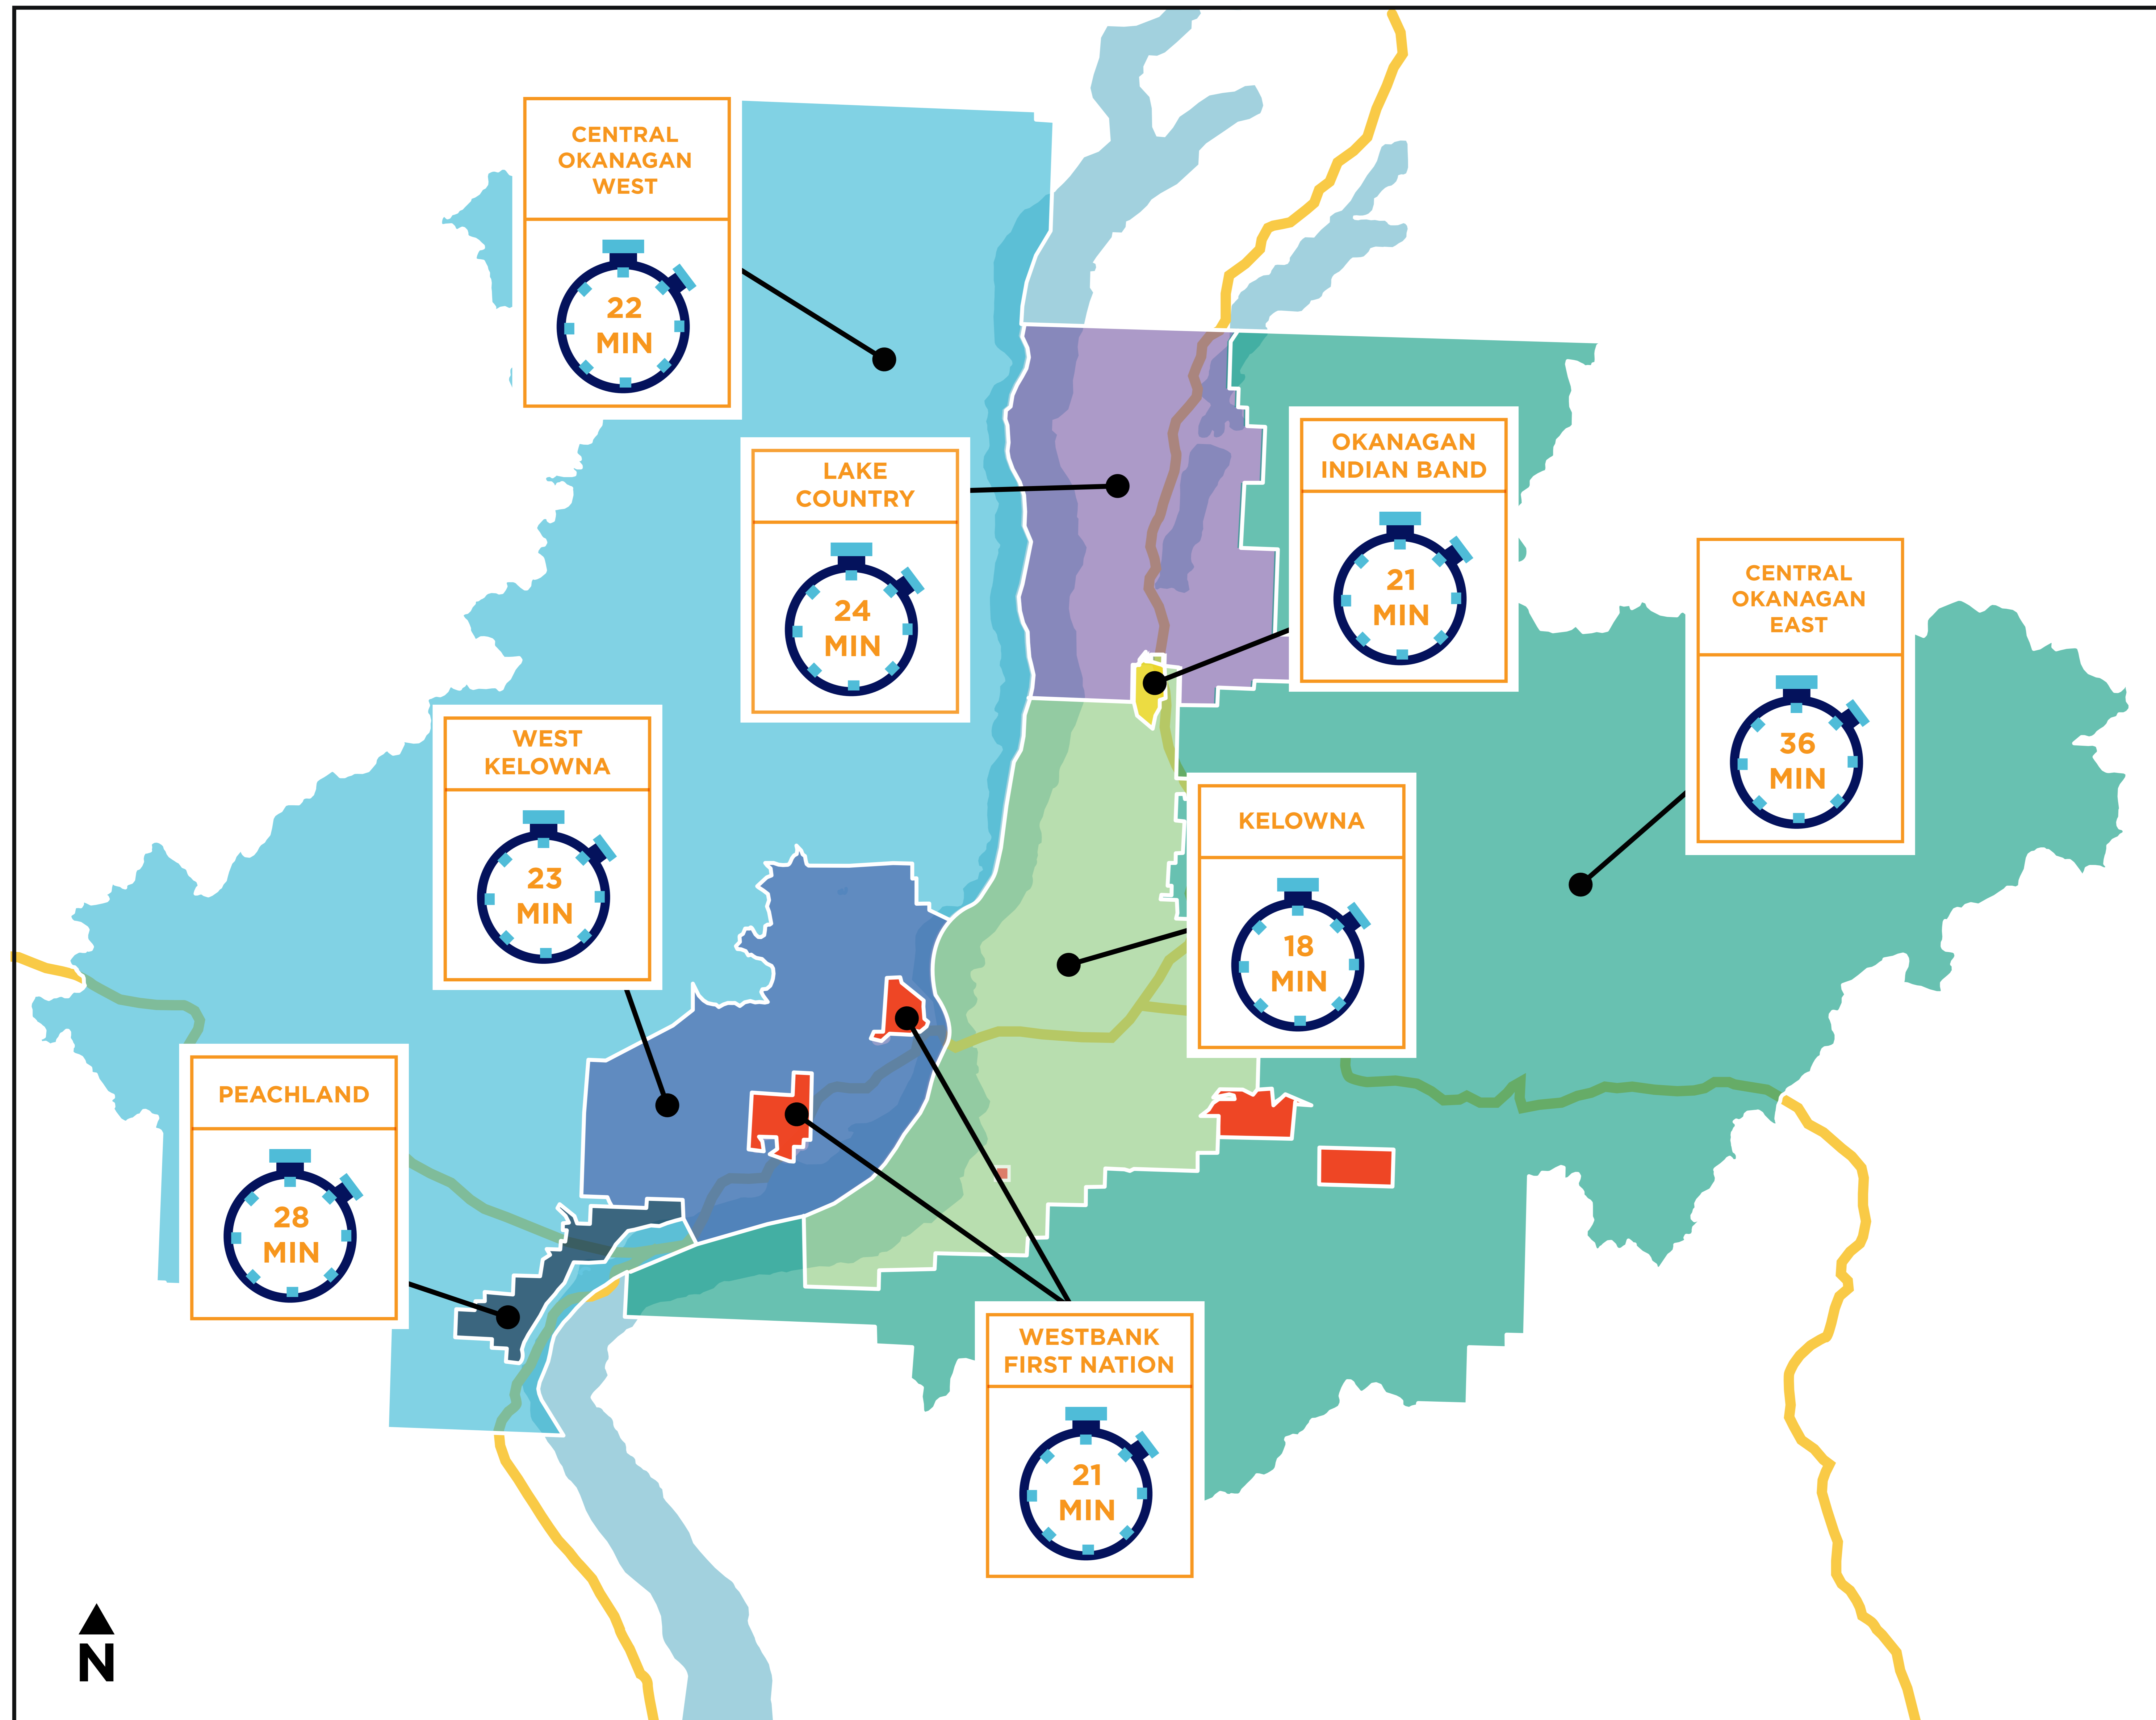 CENTRAL
OKANAGAN
WEST
22
MIN
LAKE
COUNTRY
24
MIN
OKANAGAN
INDIAN BAND
21
MIN
CENTRAL
OKANAGAN
EAST
36
MIN
WEST
KELOWNA
23
MIN
KELOWNA
18
MIN
PEACHLAND
28
MIN
WESTBANK
FIRST NATION
21
MIN
N